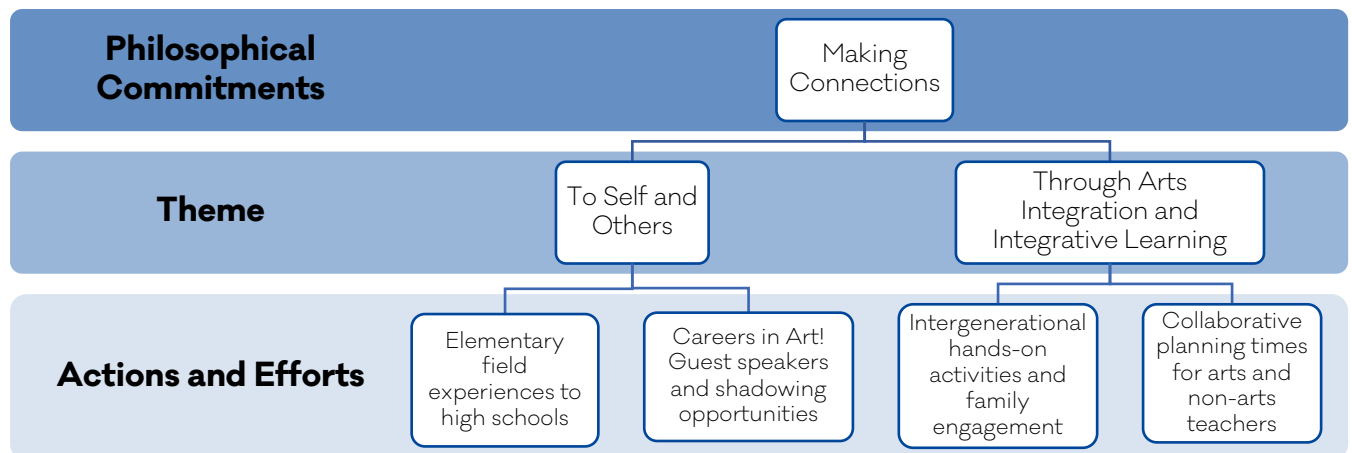 Philosophical
Commitments
Making
Connections
Theme
To Self and
Others
Through Arts
Integration and
Integrative Learning
Actions and Efforts
Elementary
field
experiences to
high schools
Careers in Art!
Guest speakers
and shadowing
opportunities
Intergenerational
hands-on
activities and
family
engagement
Collaborative
planning times
for arts and
non-arts
teachers